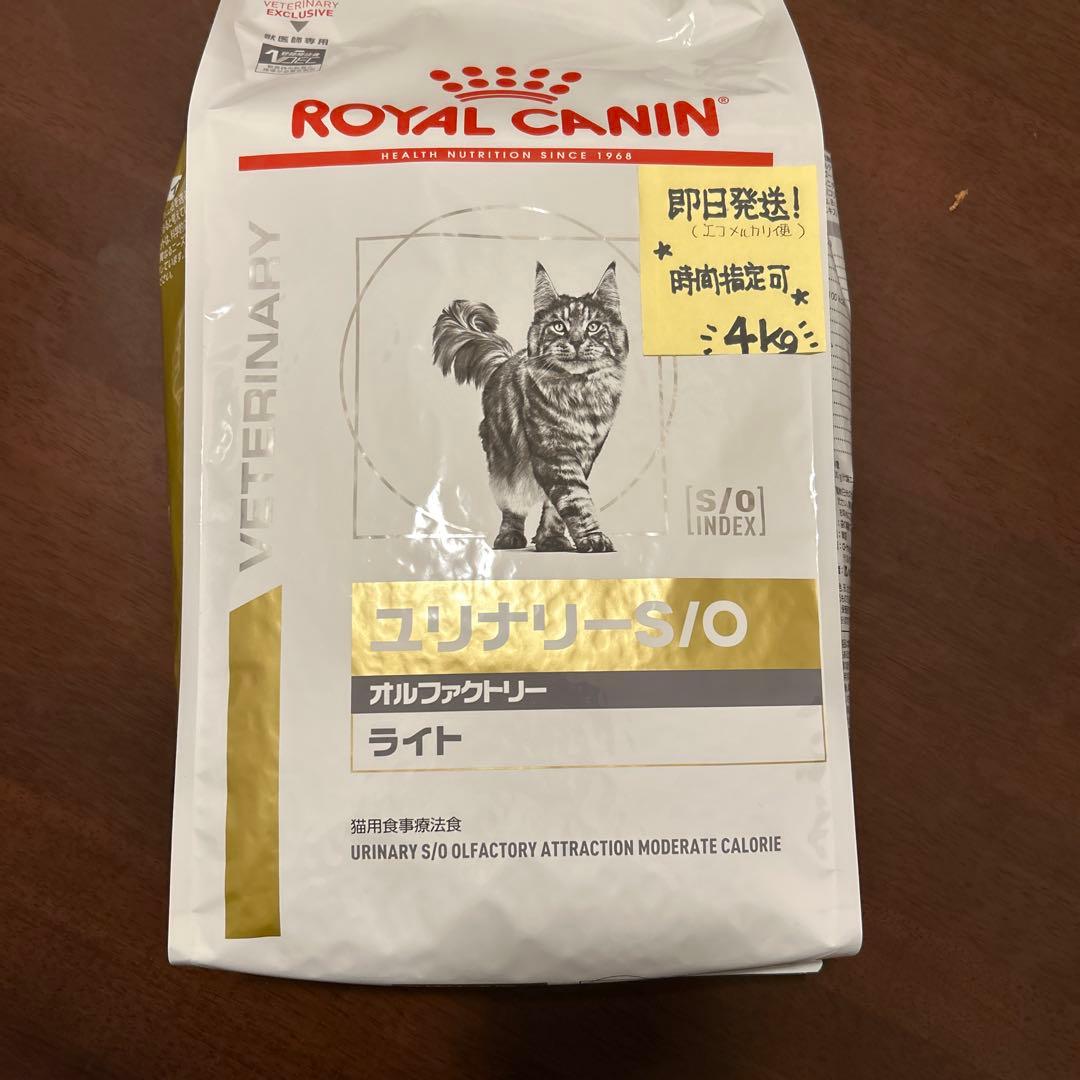 VETERINARY
EXCLUSIVE
獣医師専用
ROYAL CANIN®
HEALTH NUTRITION SINCE 1968
即日発送!
(エコメルカリ便)
時間指定可
4kg
VETERINARY
[S/O
INDEX]
ユリナリーS/O
オルファクトリー
ライト
猫用食事療法食
URINARY S/O OLFACTORY ATTRACTION MODERATE CALORIE